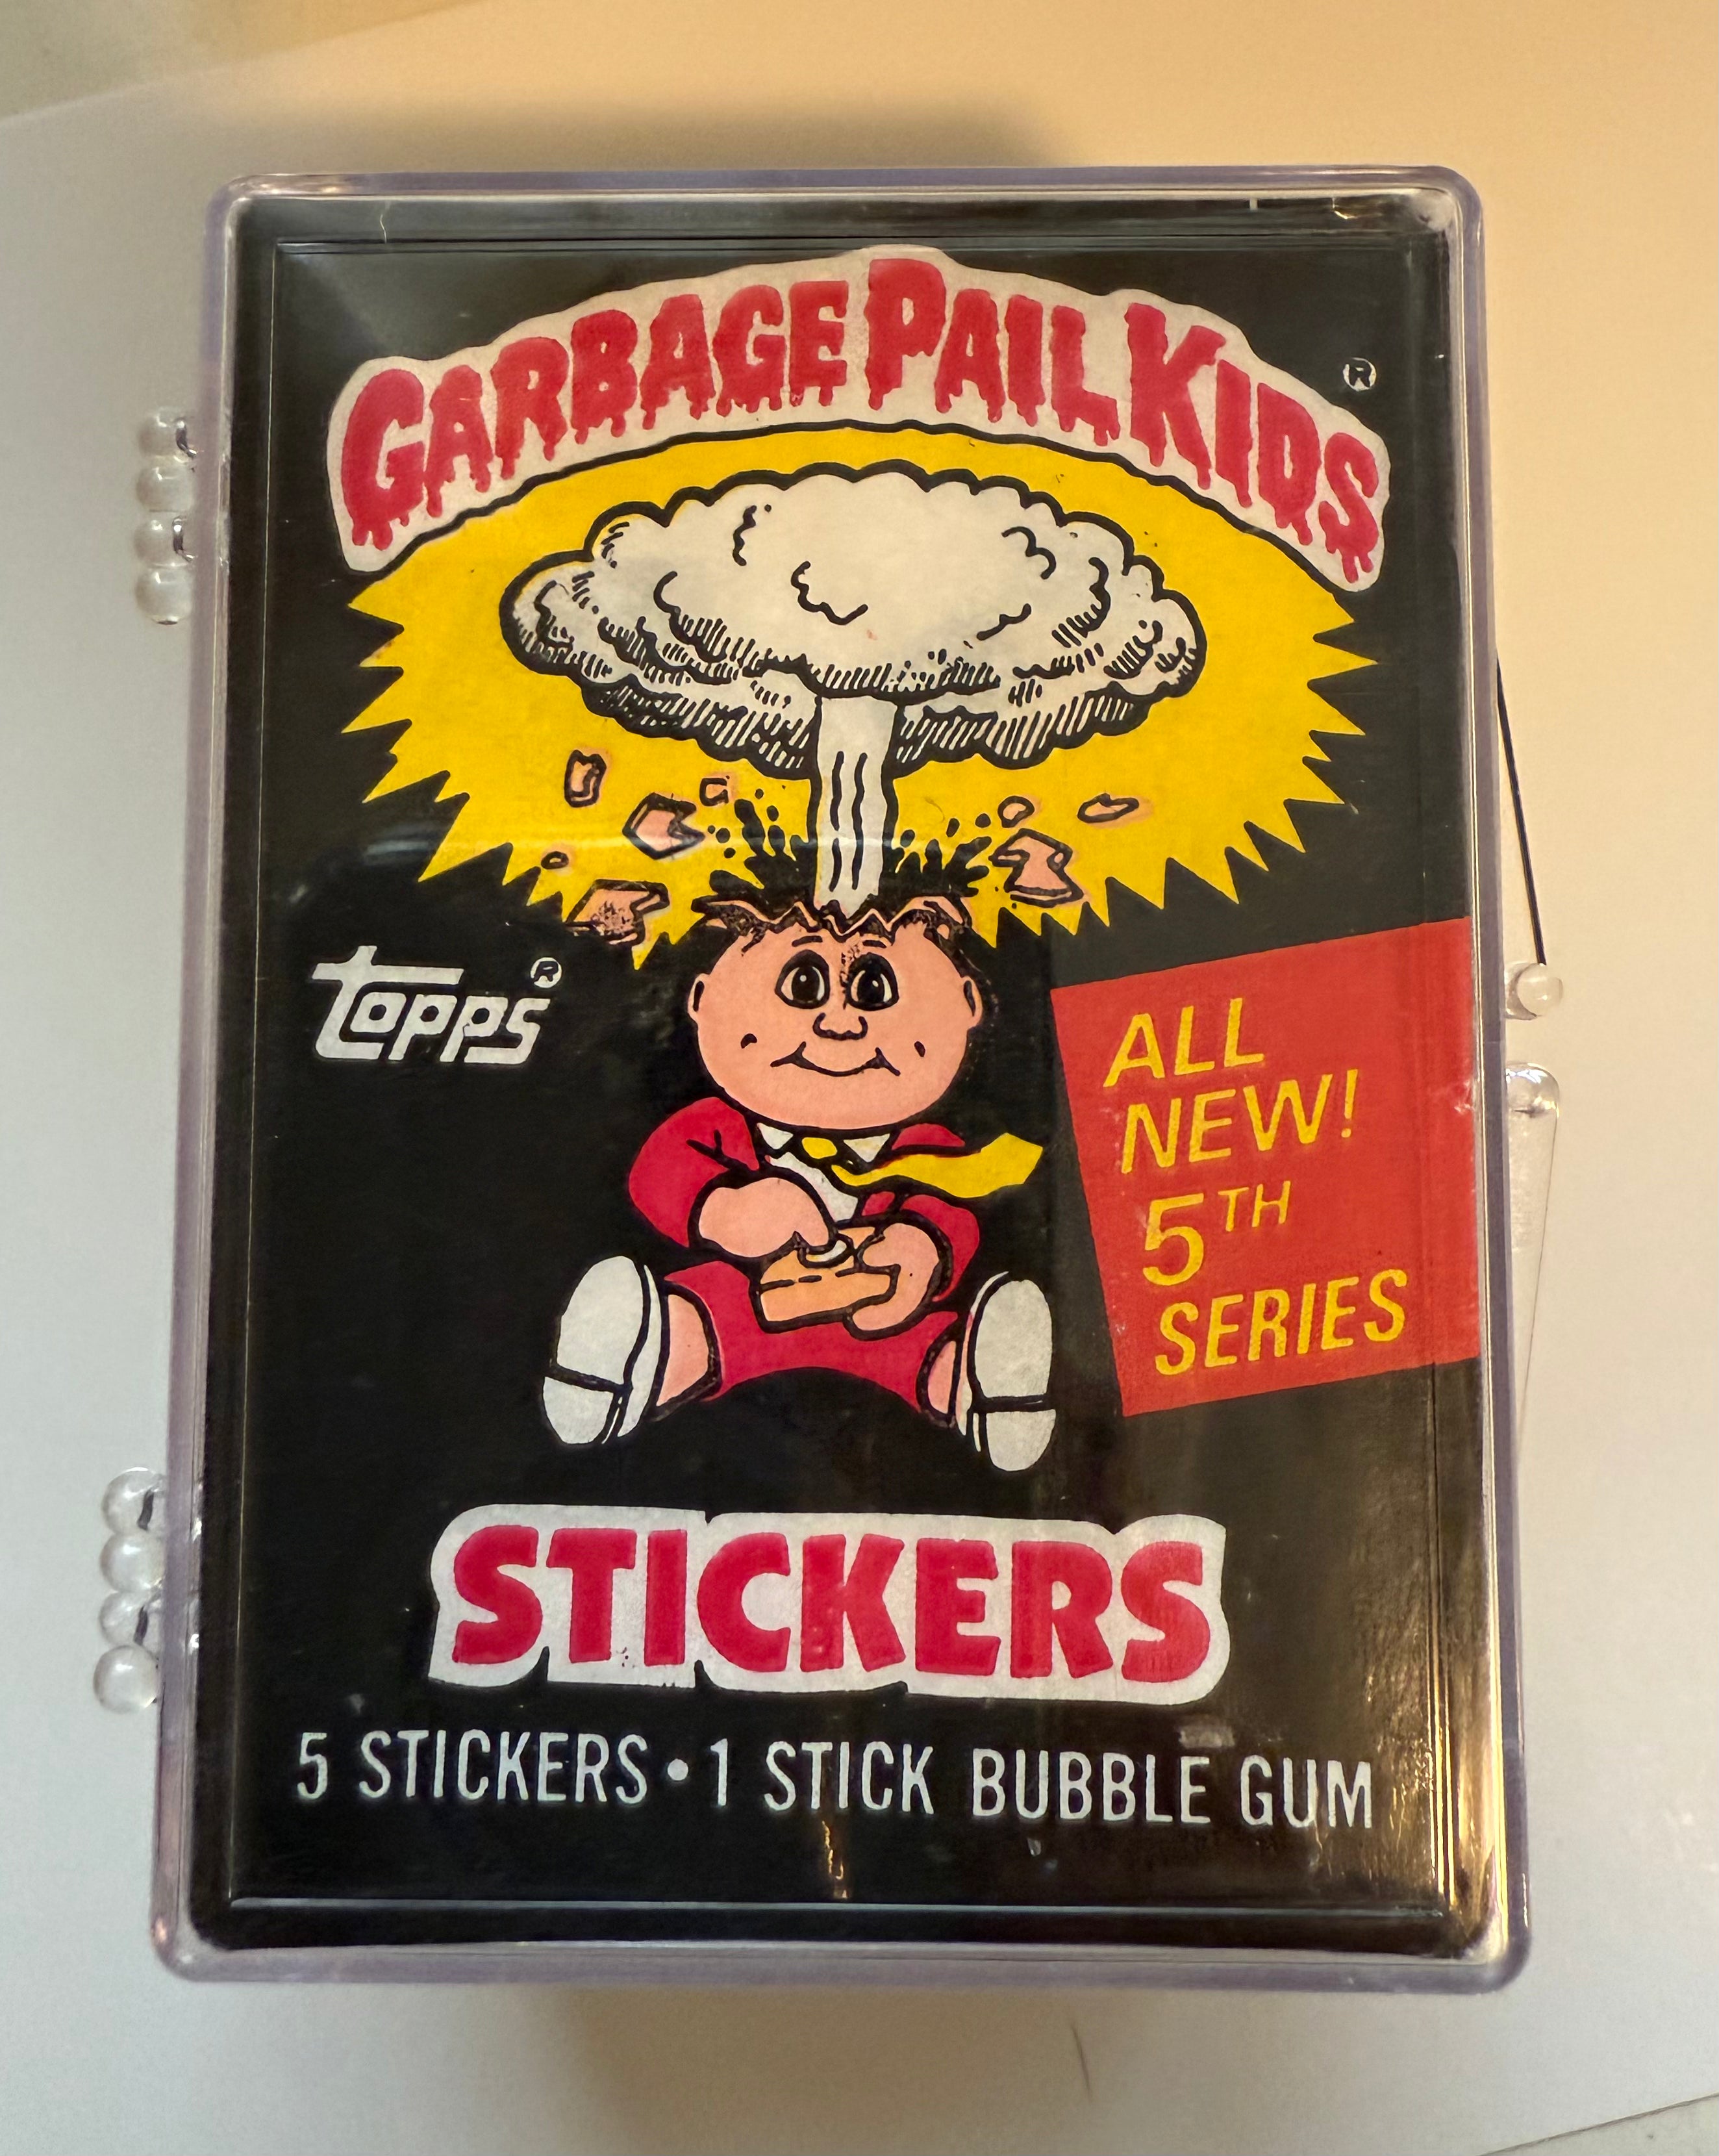 GARBAGE PAIL KIDS®
TOPPS®
ALL
NEW!
5TH
SERIES
STICKERS
5 STICKERS • 1 STICK BUBBLE GUM